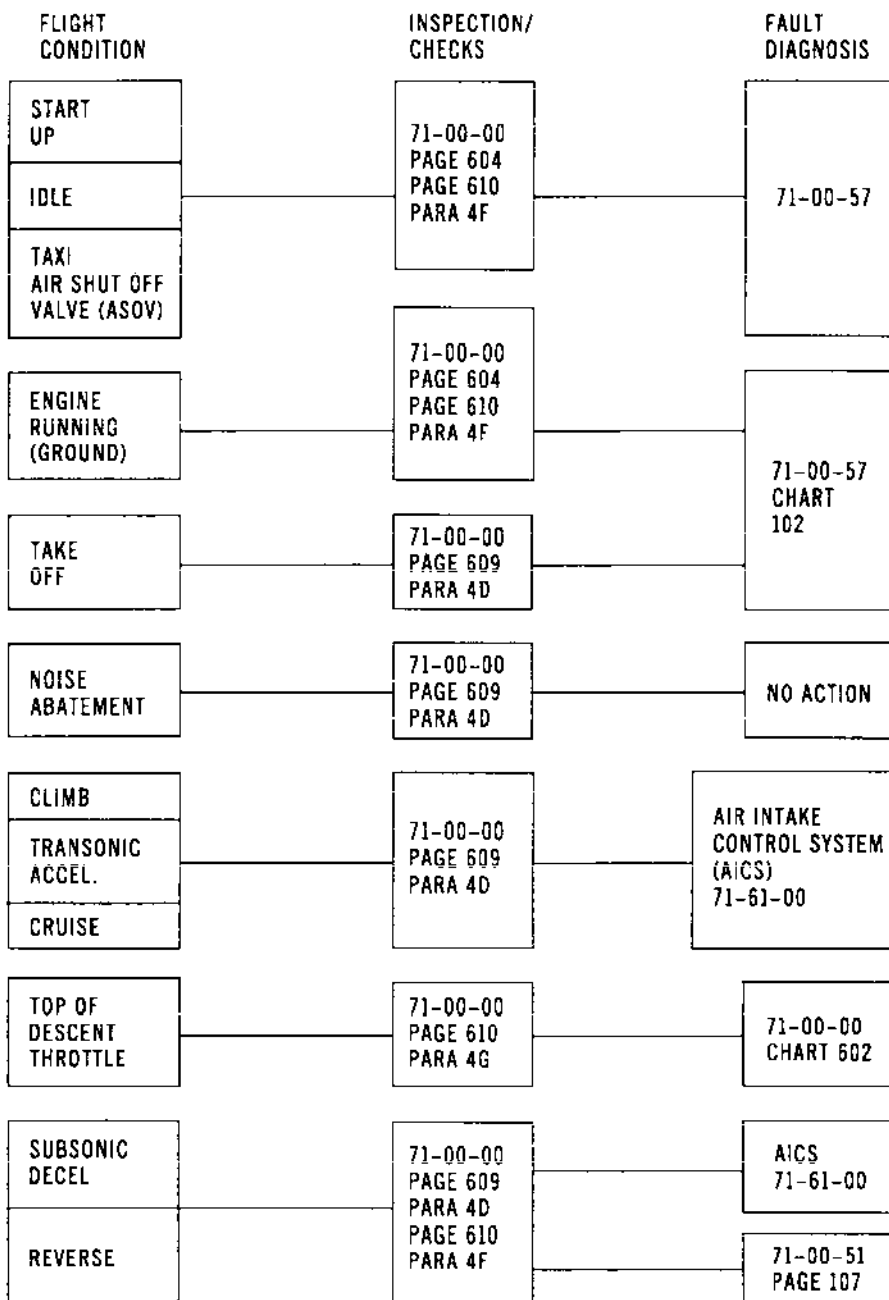 FLIGHT
CONDITION
INSPECTION/
CHECKS
FAULT
DIAGNOSIS
START
UP
IDLE
TAXI
AIR SHUT OFF
VALVE (ASOV)
71-00-00
PAGE 604
PAGE 610
PARA 4F
71-00-57
ENGINE
RUNNING
(GROUND)
71-00-00
PAGE 604
PAGE 610
PARA 4F
71-00-57
CHART
102
TAKE
OFF
71-00-00
PAGE 609
PARA 4D
NOISE
ABATEMENT
71-00-00
PAGE 609
PARA 4D
NO ACTION
CLIMB
TRANSONIC
ACCEL.
CRUISE
71-00-00
PAGE 609
PARA 4D
AIR INTAKE
CONTROL SYSTEM
(AICS)
71-61-00
TOP OF
DESCENT
THROTTLE
71-00-00
PAGE 610
PARA 4G
71-00-00
CHART 602
SUBSONIC
DECEL
REVERSE
71-00-00
PAGE 609
PARA 4D
PAGE 610
PARA 4F
AICS
71-61-00
71-00-51
PAGE 107